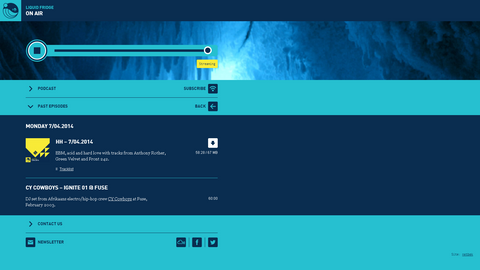 LIQUID FRIDGE
ON AIR
Streaming
PODCAST
SUBSCRIBE
PAST EPISODES
BACK
MONDAY 7/04.2014
HH – 7/04.2014
EBM, acid and hard love with tracks from Anthony Rother,
Green Velvet and Front 242.
58:28 / 67 MB
Tracklist
CY COWBOYS – IGNITE 01 @ FUSE
DJ set from Afrikaans electro/hip-hop crew CY Cowboys at Fuse,
February 2003.
60:00
CONTACT US
NEWSLETTER